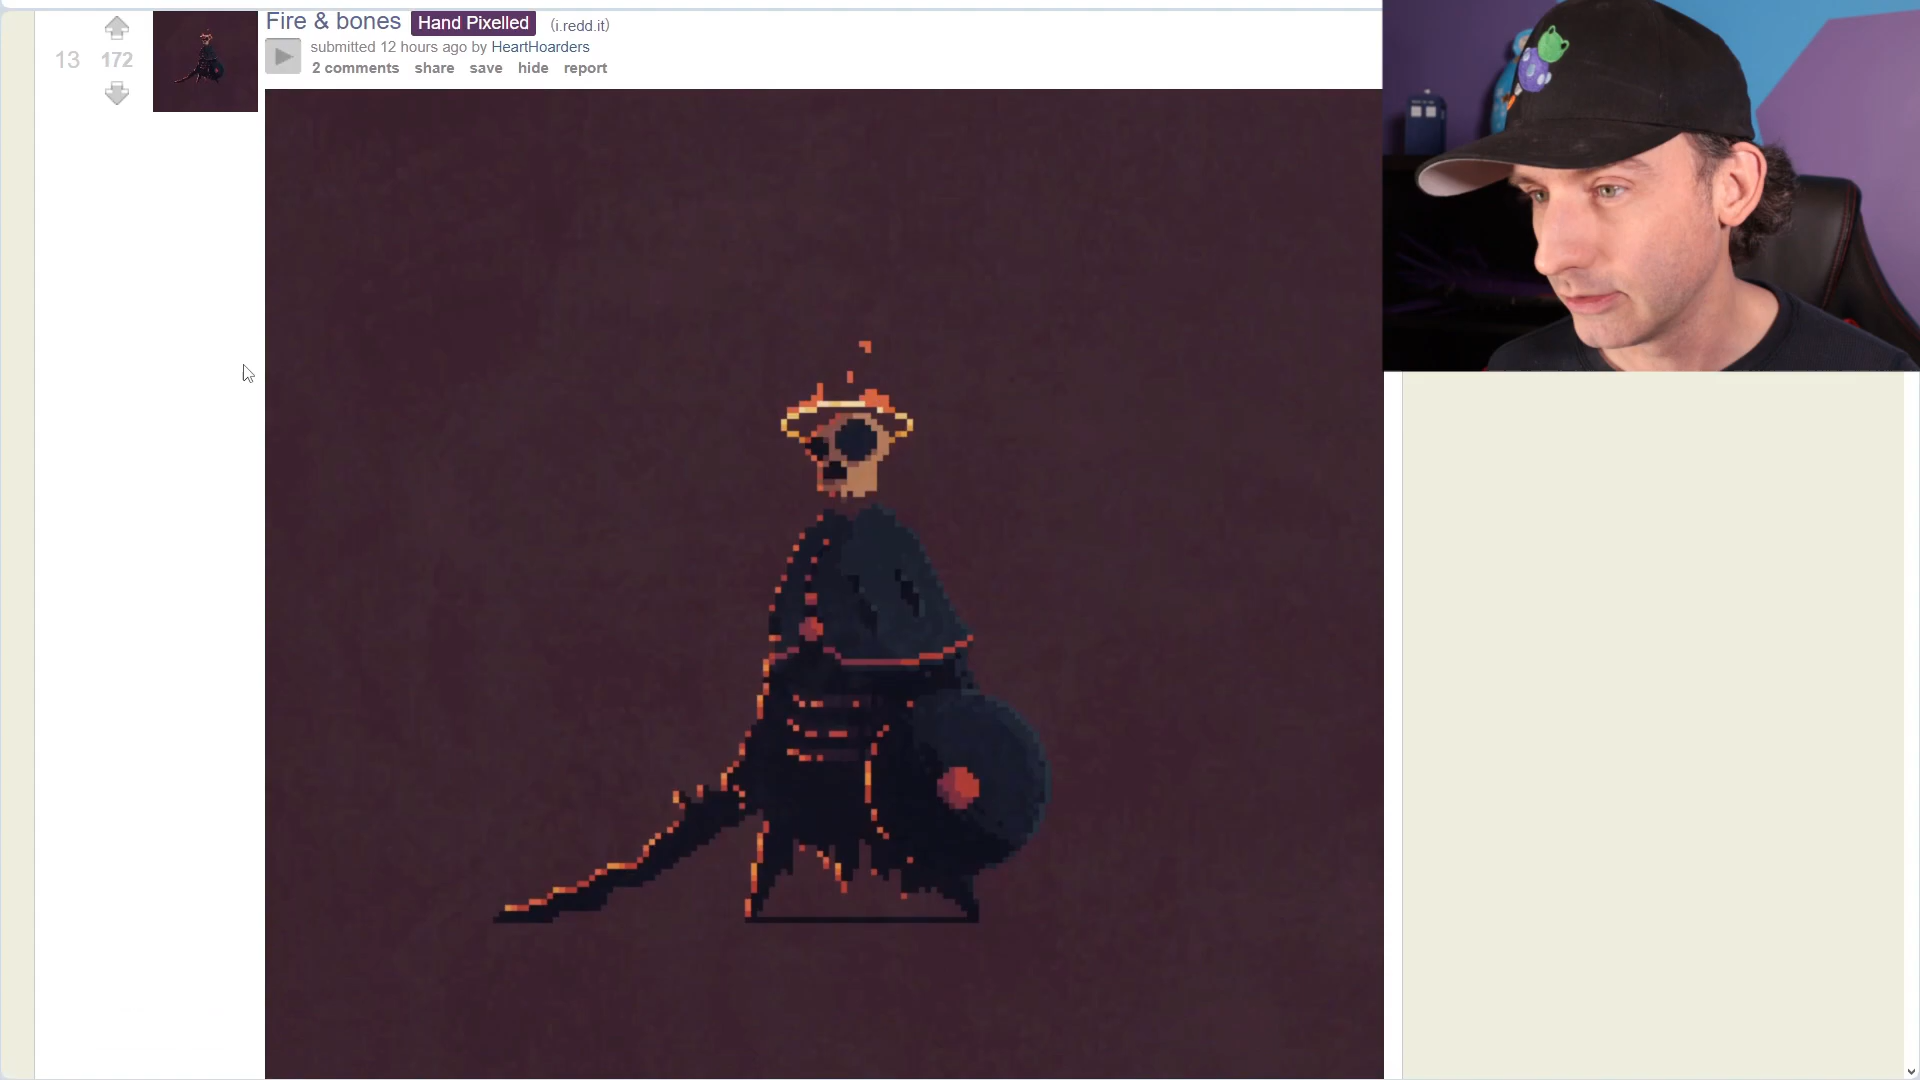 Fire & bones Hand Pixelled (i.redd.it)
13 172
submitted 12 hours ago by HeartHoarders
2 comments share save hide report